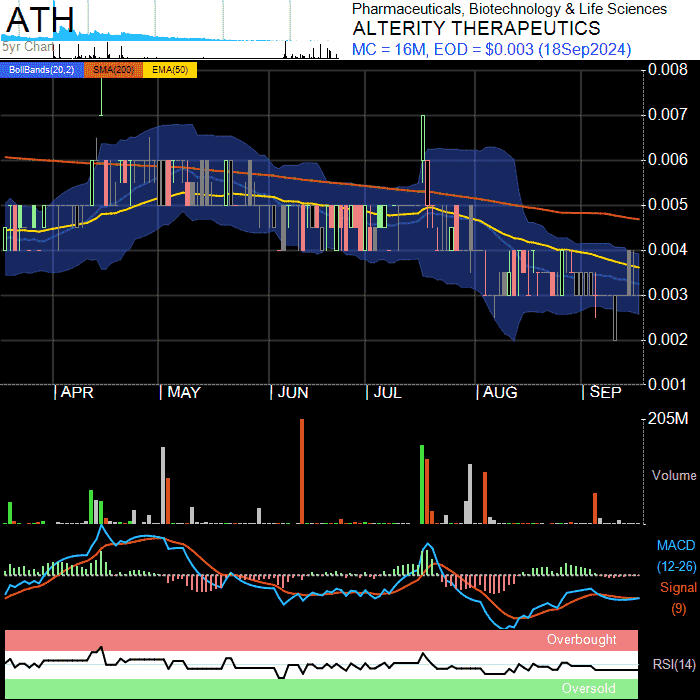 ATH
5yr Chart
Pharmaceuticals, Biotechnology & Life Sciences
ALTERITY THERAPEUTICS
MC = 16M, EOD = $0.003 (18Sep2024)
BollBands(20,2) SMA(200) EMA(50)
0.008
0.007
0.006
0.005
0.004
0.003
0.002
0.001
APR MAY JUN JUL AUG SEP
205M
Volume
MACD
(12-26)
Signal
(9)
Overbought
RSI(14)
Oversold